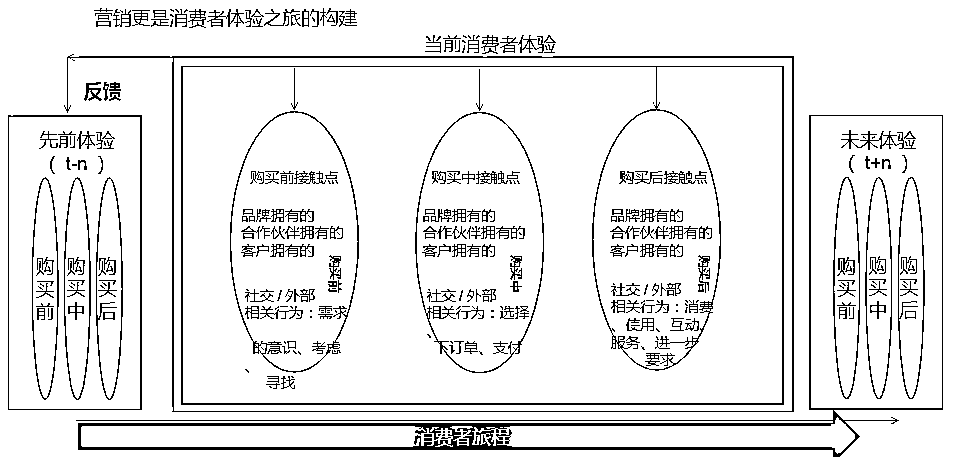 营销更是消费者体验之旅的构建
当前消费者体验
反馈
先前体验
（ t-n ）
购买前
购买中
购买后
购买前接触点
品牌拥有的
合作伙伴拥有的
客户拥有的
购买前
社交 / 外部
相关行为：需求
的意识、考虑
、
寻找
购买中接触点
品牌拥有的
合作伙伴拥有的
客户拥有的
购买中
社交 / 外部
相关行为：选择
、
下订单、支付
购买后接触点
品牌拥有的
合作伙伴拥有的
客户拥有的
购买后
社交 / 外部
相关行为：消费
、使用、互动、
服务、进一步
要求
未来体验
（ t+n ）
购买前
购买中
购买后
消费者旅程